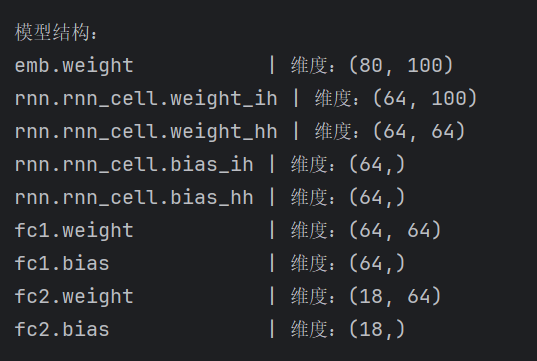 模型结构：
emb.weight           | 维度：(80, 100)
rnn.rnn_cell.weight_ih | 维度：(64, 100)
rnn.rnn_cell.weight_hh | 维度：(64, 64)
rnn.rnn_cell.bias_ih | 维度：(64,)
rnn.rnn_cell.bias_hh | 维度：(64,)
fc1.weight           | 维度：(64, 64)
fc1.bias             | 维度：(64,)
fc2.weight           | 维度：(18, 64)
fc2.bias             | 维度：(18,)